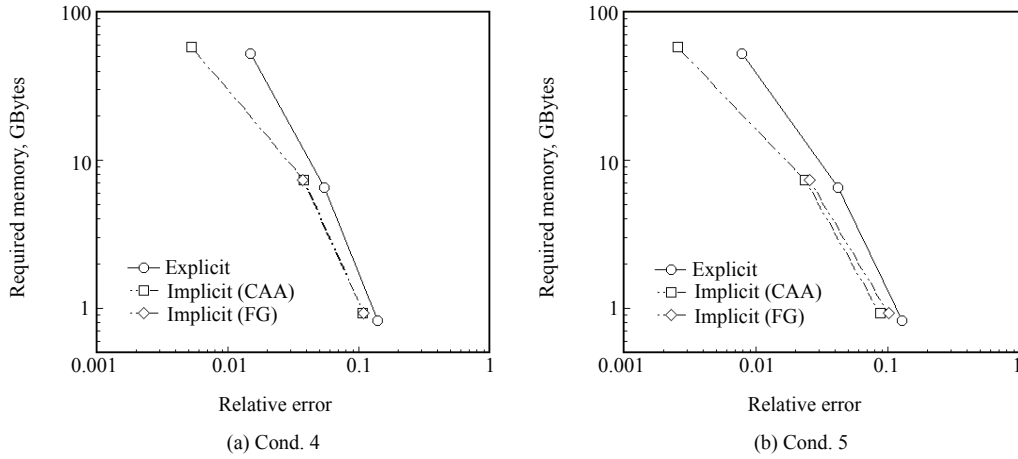 100
10
1
Required memory, GBytes
Explicit
Implicit (CAA)
Implicit (FG)
0.001 0.01 0.1 1
Relative error
(a) Cond. 4
100
10
1
Required memory, GBytes
Explicit
Implicit (CAA)
Implicit (FG)
0.001 0.01 0.1 1
Relative error
(b) Cond. 5